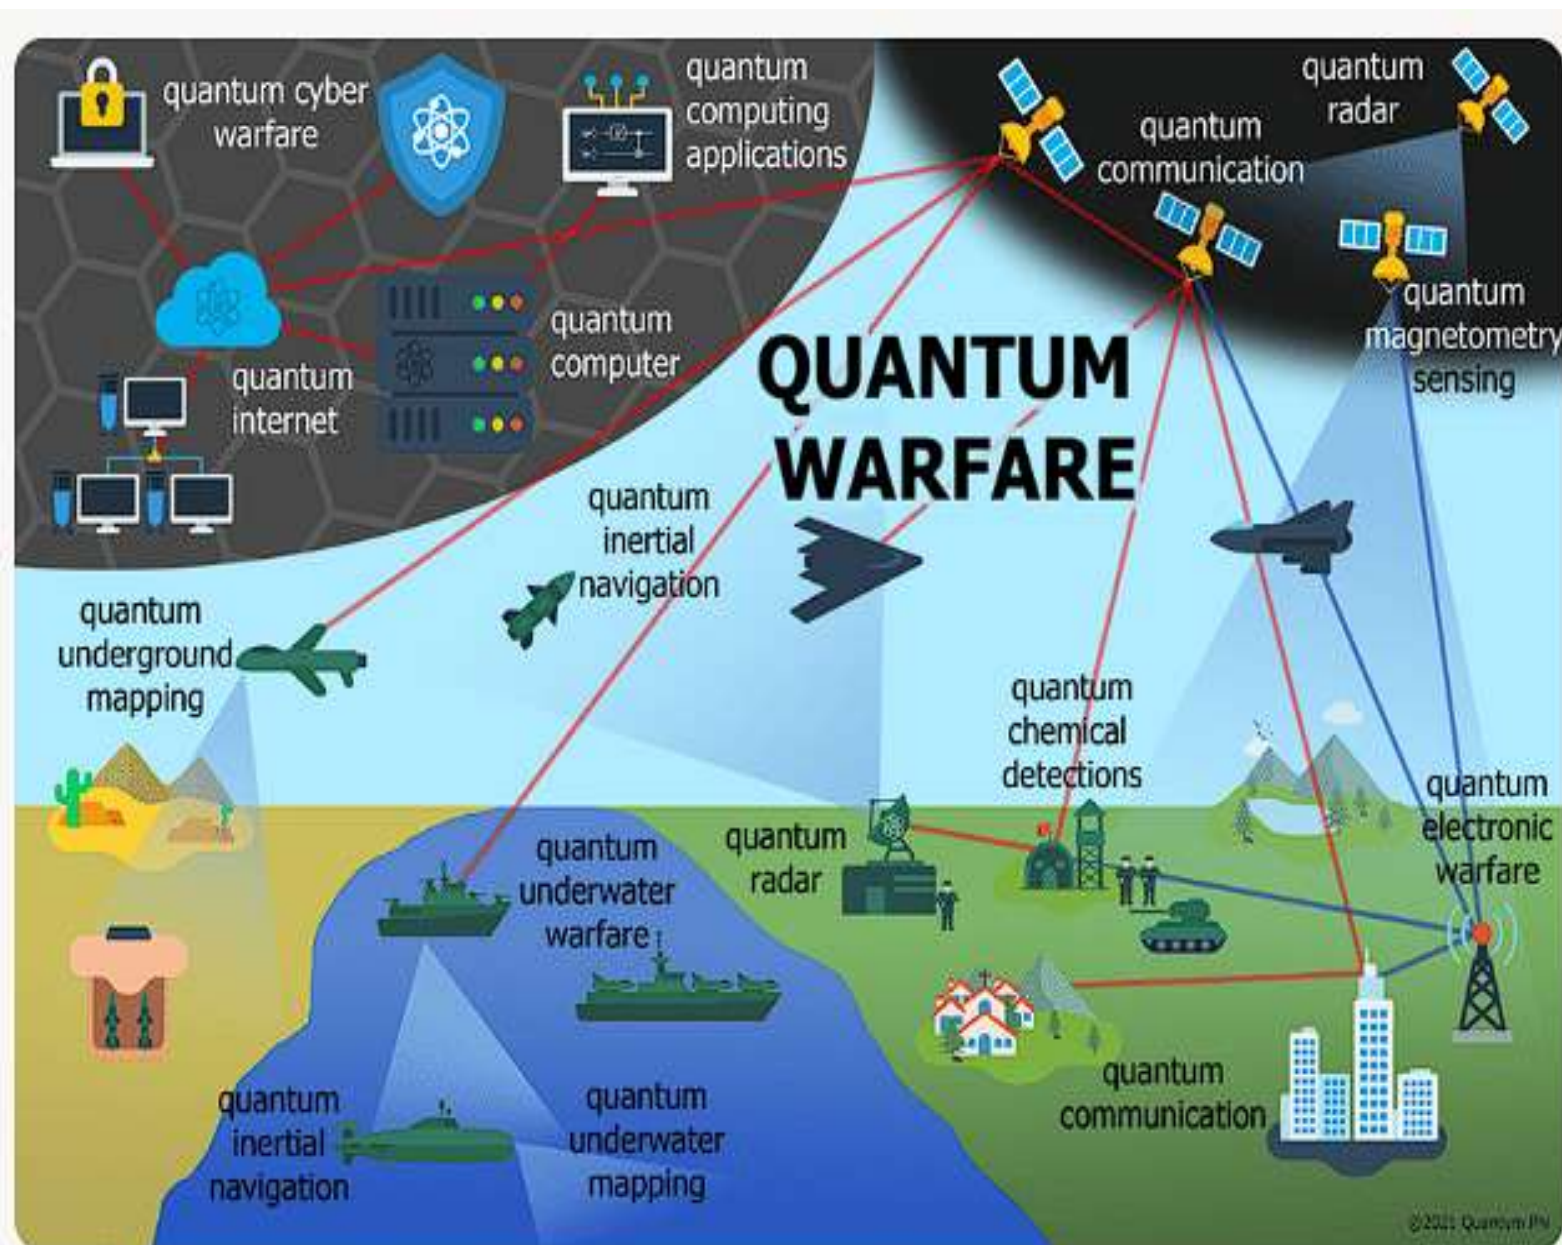 quantum cyber
warfare
quantum
computing
applications
quantum
internet
quantum
computer
quantum
radar
quantum
communication
quantum
magnetometry
sensing
QUANTUM
WARFARE
quantum
inertial
navigation
quantum
underground
mapping
quantum
chemical
detections
quantum
electronic
warfare
quantum
radar
quantum
underwater
warfare
quantum
communication
quantum
inertial
navigation
quantum
underwater
mapping
©2021 Quantum